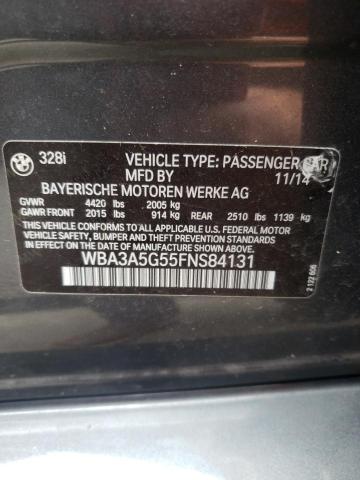 BMW
328i VEHICLE TYPE: PASSENGER CAR
MFD BY 11/14
BAYERISCHE MOTOREN WERKE AG
GVWR 4420 lbs 2005 kg
GAWR FRONT 2015 lbs 914 kg REAR 2510 lbs 1139 kg
THIS VEHICLE CONFORMS TO ALL APPLICABLE U.S. FEDERAL MOTOR
VEHICLE SAFETY, BUMPER AND THEFT PREVENTION STANDARDS IN
EFFECT ON THE DATE OF MANUFACTURE SHOWN ABOVE.
WBA3A5G55FNS84131